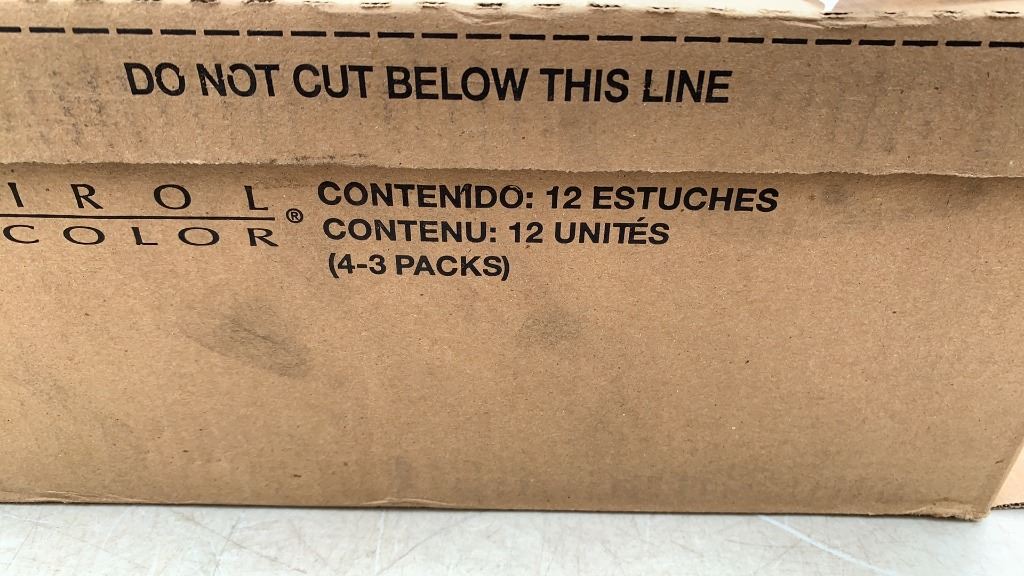 DO NOT CUT BELOW THIS LINE
IROL
COLOR®
CONTENIDO: 12 ESTUCHES
CONTENU: 12 UNITÉS
(4-3 PACKS)